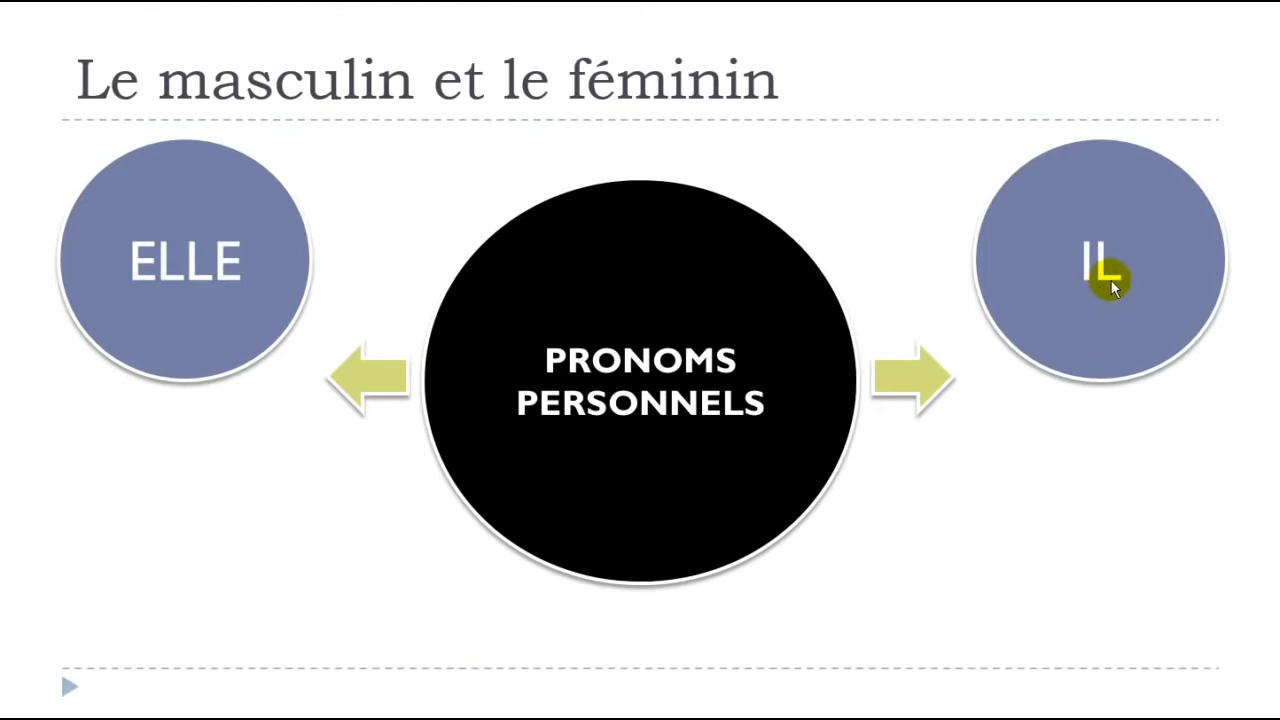 Le masculin et le féminin
ELLE
IL
PRONOMS
PERSONNELS